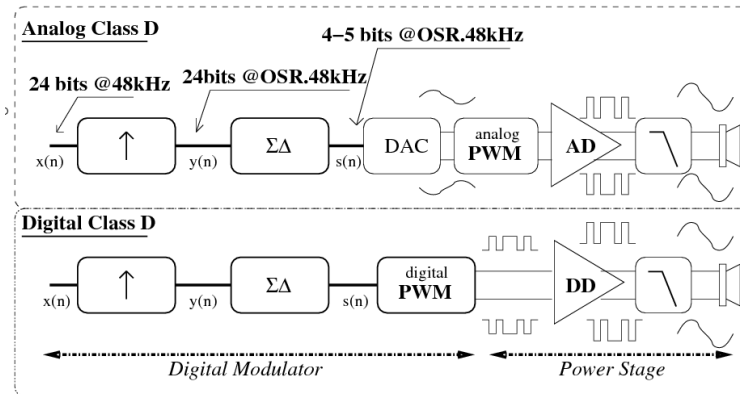 Analog Class D
4–5 bits @OSR.48kHz
24 bits @48kHz
24bits @OSR.48kHz
↑
ΣΔ
DAC
analog
PWM
AD
x(n)
y(n)
s(n)
Digital Class D
↑
ΣΔ
digital
PWM
DD
x(n)
y(n)
s(n)
Digital Modulator
Power Stage